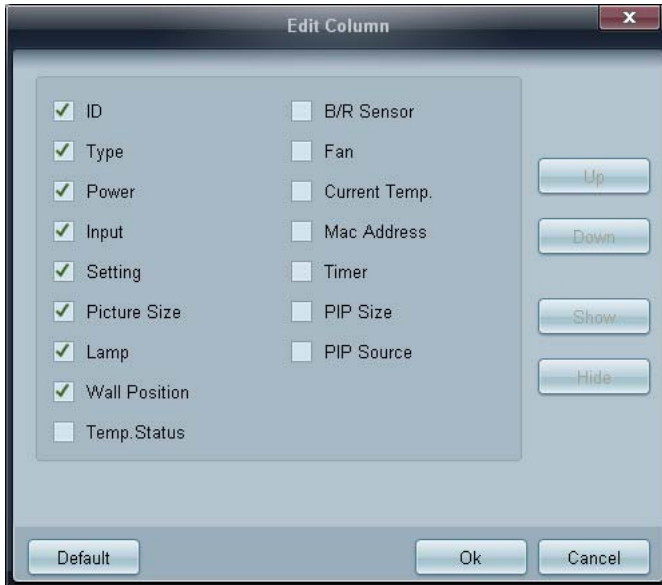 Edit Column
ID
Type
Power
Input
Setting
Picture Size
Lamp
Wall Position
Temp.Status
B/R Sensor
Fan
Current Temp.
Mac Address
Timer
PIP Size
PIP Source
Up
Down
Show
Hide
Default
Ok
Cancel